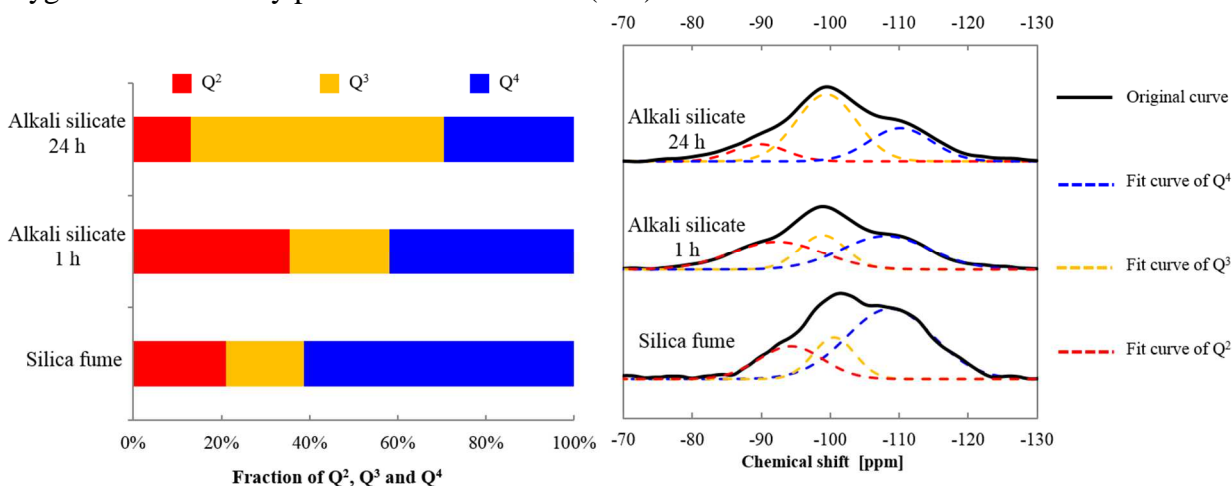 Q² Q³ Q⁴
Alkali silicate
24 h
Alkali silicate
1 h
Silica fume
0% 20% 40% 60% 80% 100%
Fraction of Q², Q³ and Q⁴
-70 -80 -90 -100 -110 -120 -130
Alkali silicate
24 h
Alkali silicate
1 h
Silica fume
-70 -80 -90 -100 -110 -120 -130
Chemical shift [ppm]
Original curve
Fit curve of Q⁴
Fit curve of Q³
Fit curve of Q²